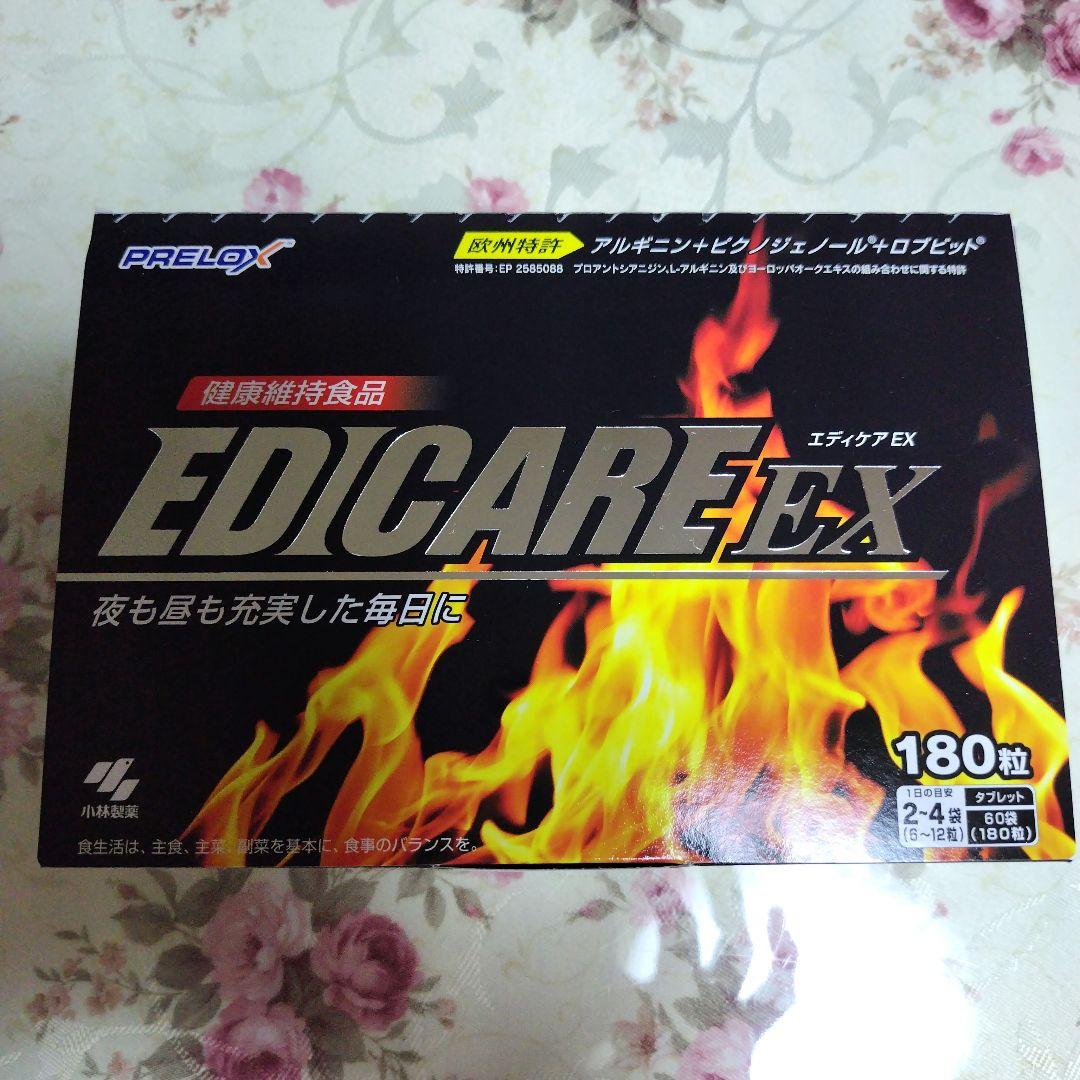 PRELOX™
欧州特許 アルギニン+ピクノジェノール®+ロブビット®
特許番号:EP 2585088 プロアントシアニジン、L-アルギニン及びヨーロッパオークエキスの組み合わせに関する特許
健康維持食品
エディケア EX
EDICARE EX
夜も昼も充実した毎日に
180粒
1日の目安
2~4袋
(6~12粒)
タブレット
60袋
(180粒)
小林製薬
食生活は、主食、主菜、副菜を基本に、食事のバランスを。